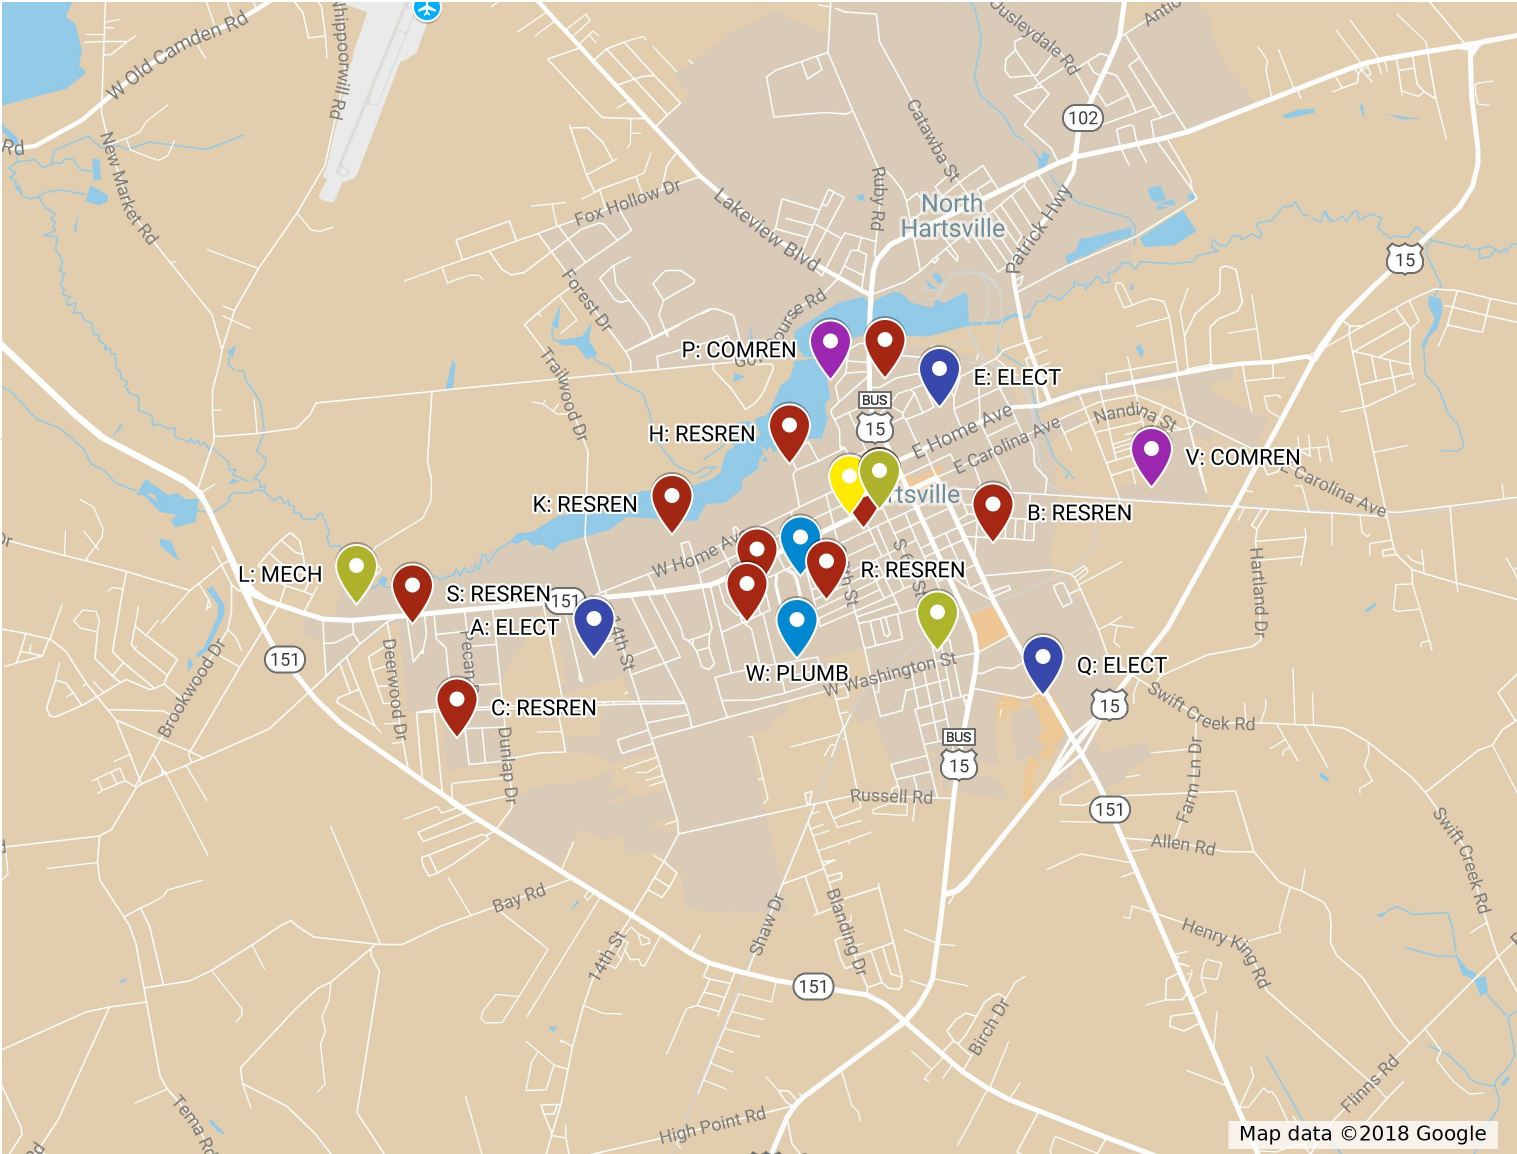 W Old Camden Rd
Whippoorwill Rd
Ousleydale Rd
Antio
102
Rd
New Market Rd
Catawba St
Ruby Rd
Fox Hollow Dr
Lakeview Blvd
North
Hartsville
Patrick Hwy
15
Forest Dr
P: COMREN
E: ELECT
Trailwood Dr
BUS
15
H: RESREN
E Home Ave
E Carolina Ave
Nandina St
V: COMREN
E Carolina Ave
K: RESREN
rtsville
B: RESREN
W Home Ave
R: RESREN
L: MECH
S: RESREN
151
A: ELECT
14th St
Hartland Dr
151
Brookwood Dr
Deerwood Dr
W: PLUMB
W Washington St
Q: ELECT
15
Swift Creek Rd
C: RESREN
Dunlap Dr
BUS
15
Farm Ln Dr
Russell Rd
151
Allen Rd
Swift Creek Rd
Bay Rd
Shaw Dr
Blanding Dr
14th St
Henry King Rd
151
Birch Dr
Flinns Rd
Tema Rd
High Point Rd
Rd
Map data ©2018 Google